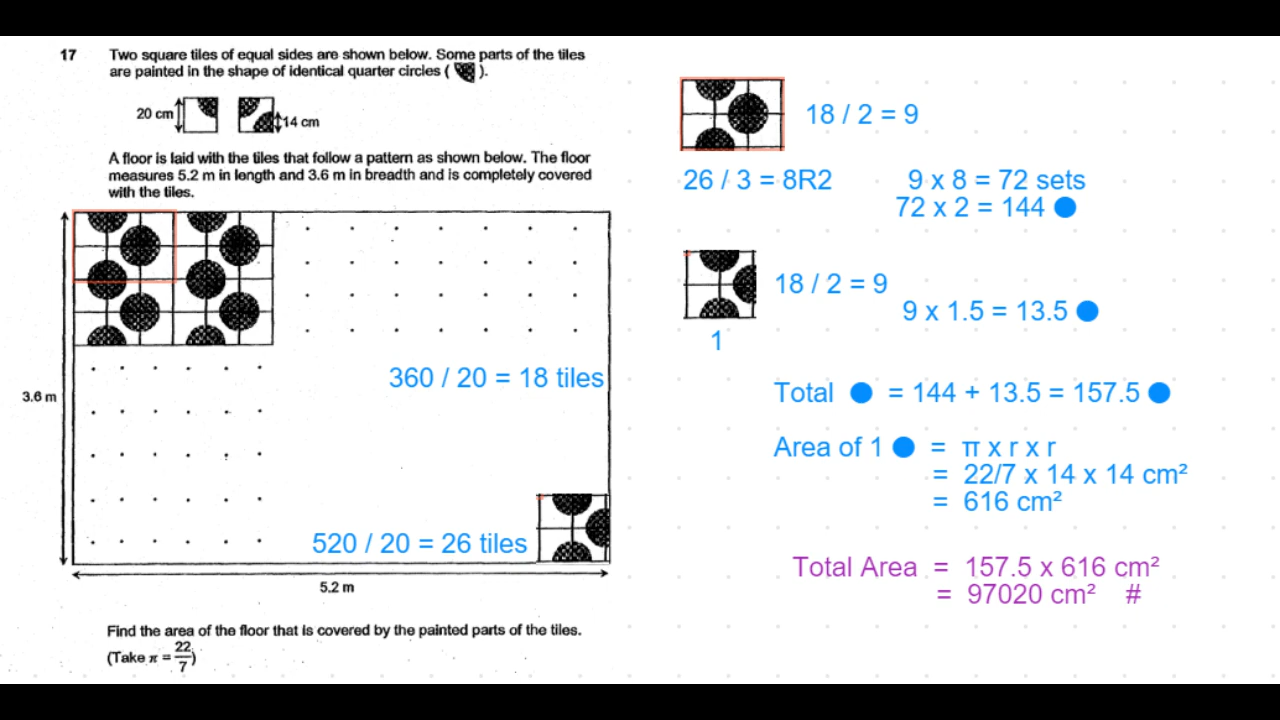 17 Two square tiles of equal sides are shown below. Some parts of the tiles
are painted in the shape of identical quarter circles ( ).
20 cm
14 cm
A floor is laid with the tiles that follow a pattern as shown below. The floor
measures 5.2 m in length and 3.6 m in breadth and is completely covered
with the tiles.
3.6 m
360 / 20 = 18 tiles
520 / 20 = 26 tiles
5.2 m
Find the area of the floor that is covered by the painted parts of the tiles.
(Take π = 22/7)
18 / 2 = 9
26 / 3 = 8R2
9 x 8 = 72 sets
72 x 2 = 144
18 / 2 = 9
9 x 1.5 = 13.5
1
Total = 144 + 13.5 = 157.5
Area of 1 = π x r x r
= 22/7 x 14 x 14 cm²
= 616 cm²
Total Area = 157.5 x 616 cm²
= 97020 cm² #